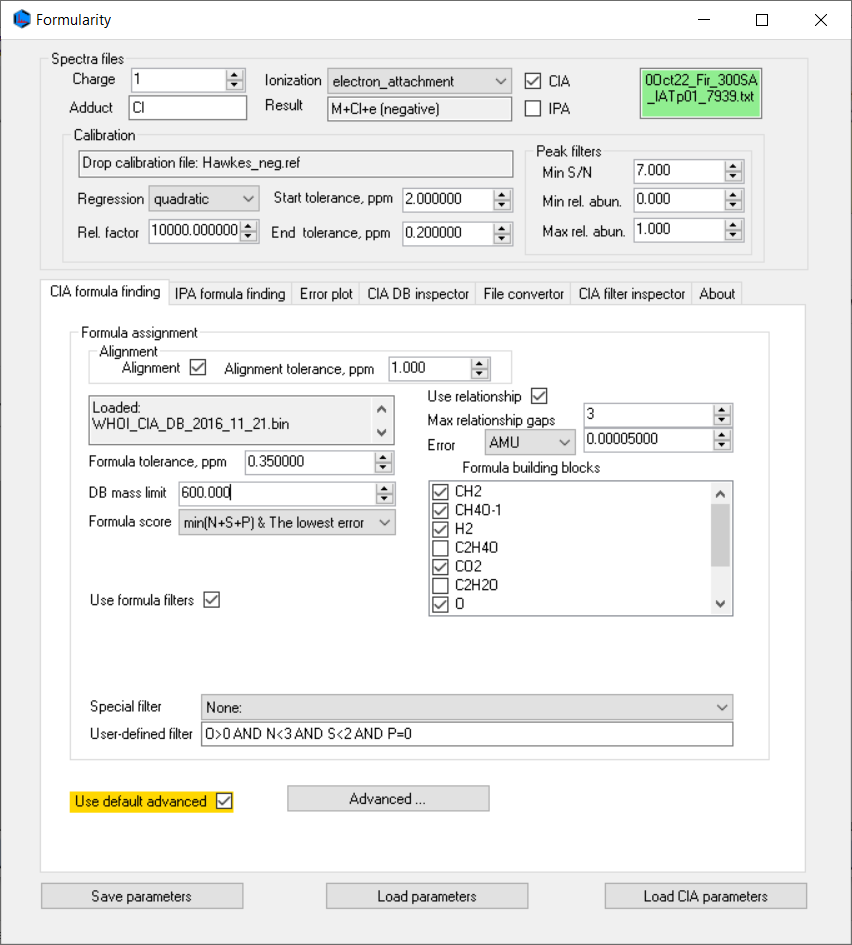 Formularity
Spectra files
Charge 1
Ionization electron_attachment
CIA
0Oct22_Fir_300SA
_IATp01_7939.txt
Adduct Cl
Result M+Cl+e (negative)
IPA
Calibration
Drop calibration file: Hawkes_neg.ref
Regression quadratic
Start tolerance, ppm 2.000000
Rel. factor 10000.000000
End tolerance, ppm 0.200000
Peak filters
Min S/N 7.000
Min rel. abun. 0.000
Max rel. abun. 1.000
CIA formula finding
IPA formula finding
Error plot
CIA DB inspector
File convertor
CIA filter inspector
About
Formula assignment
Alignment
Alignment
Alignment tolerance, ppm 1.000
Loaded:
WHOI_CIA_DB_2016_11_21.bin
Formula tolerance, ppm 0.350000
DB mass limit 600.000
Formula score min(N+S+P) & The lowest error
Use formula filters
Use relationship
Max relationship gaps 3
Error AMU 0.00005000
Formula building blocks
CH2
CH4O-1
H2
C2H4O
CO2
C2H2O
O
Special filter None:
User-defined filter O>0 AND N<3 AND S<2 AND P=0
Use default advanced
Advanced ...
Save parameters
Load parameters
Load CIA parameters